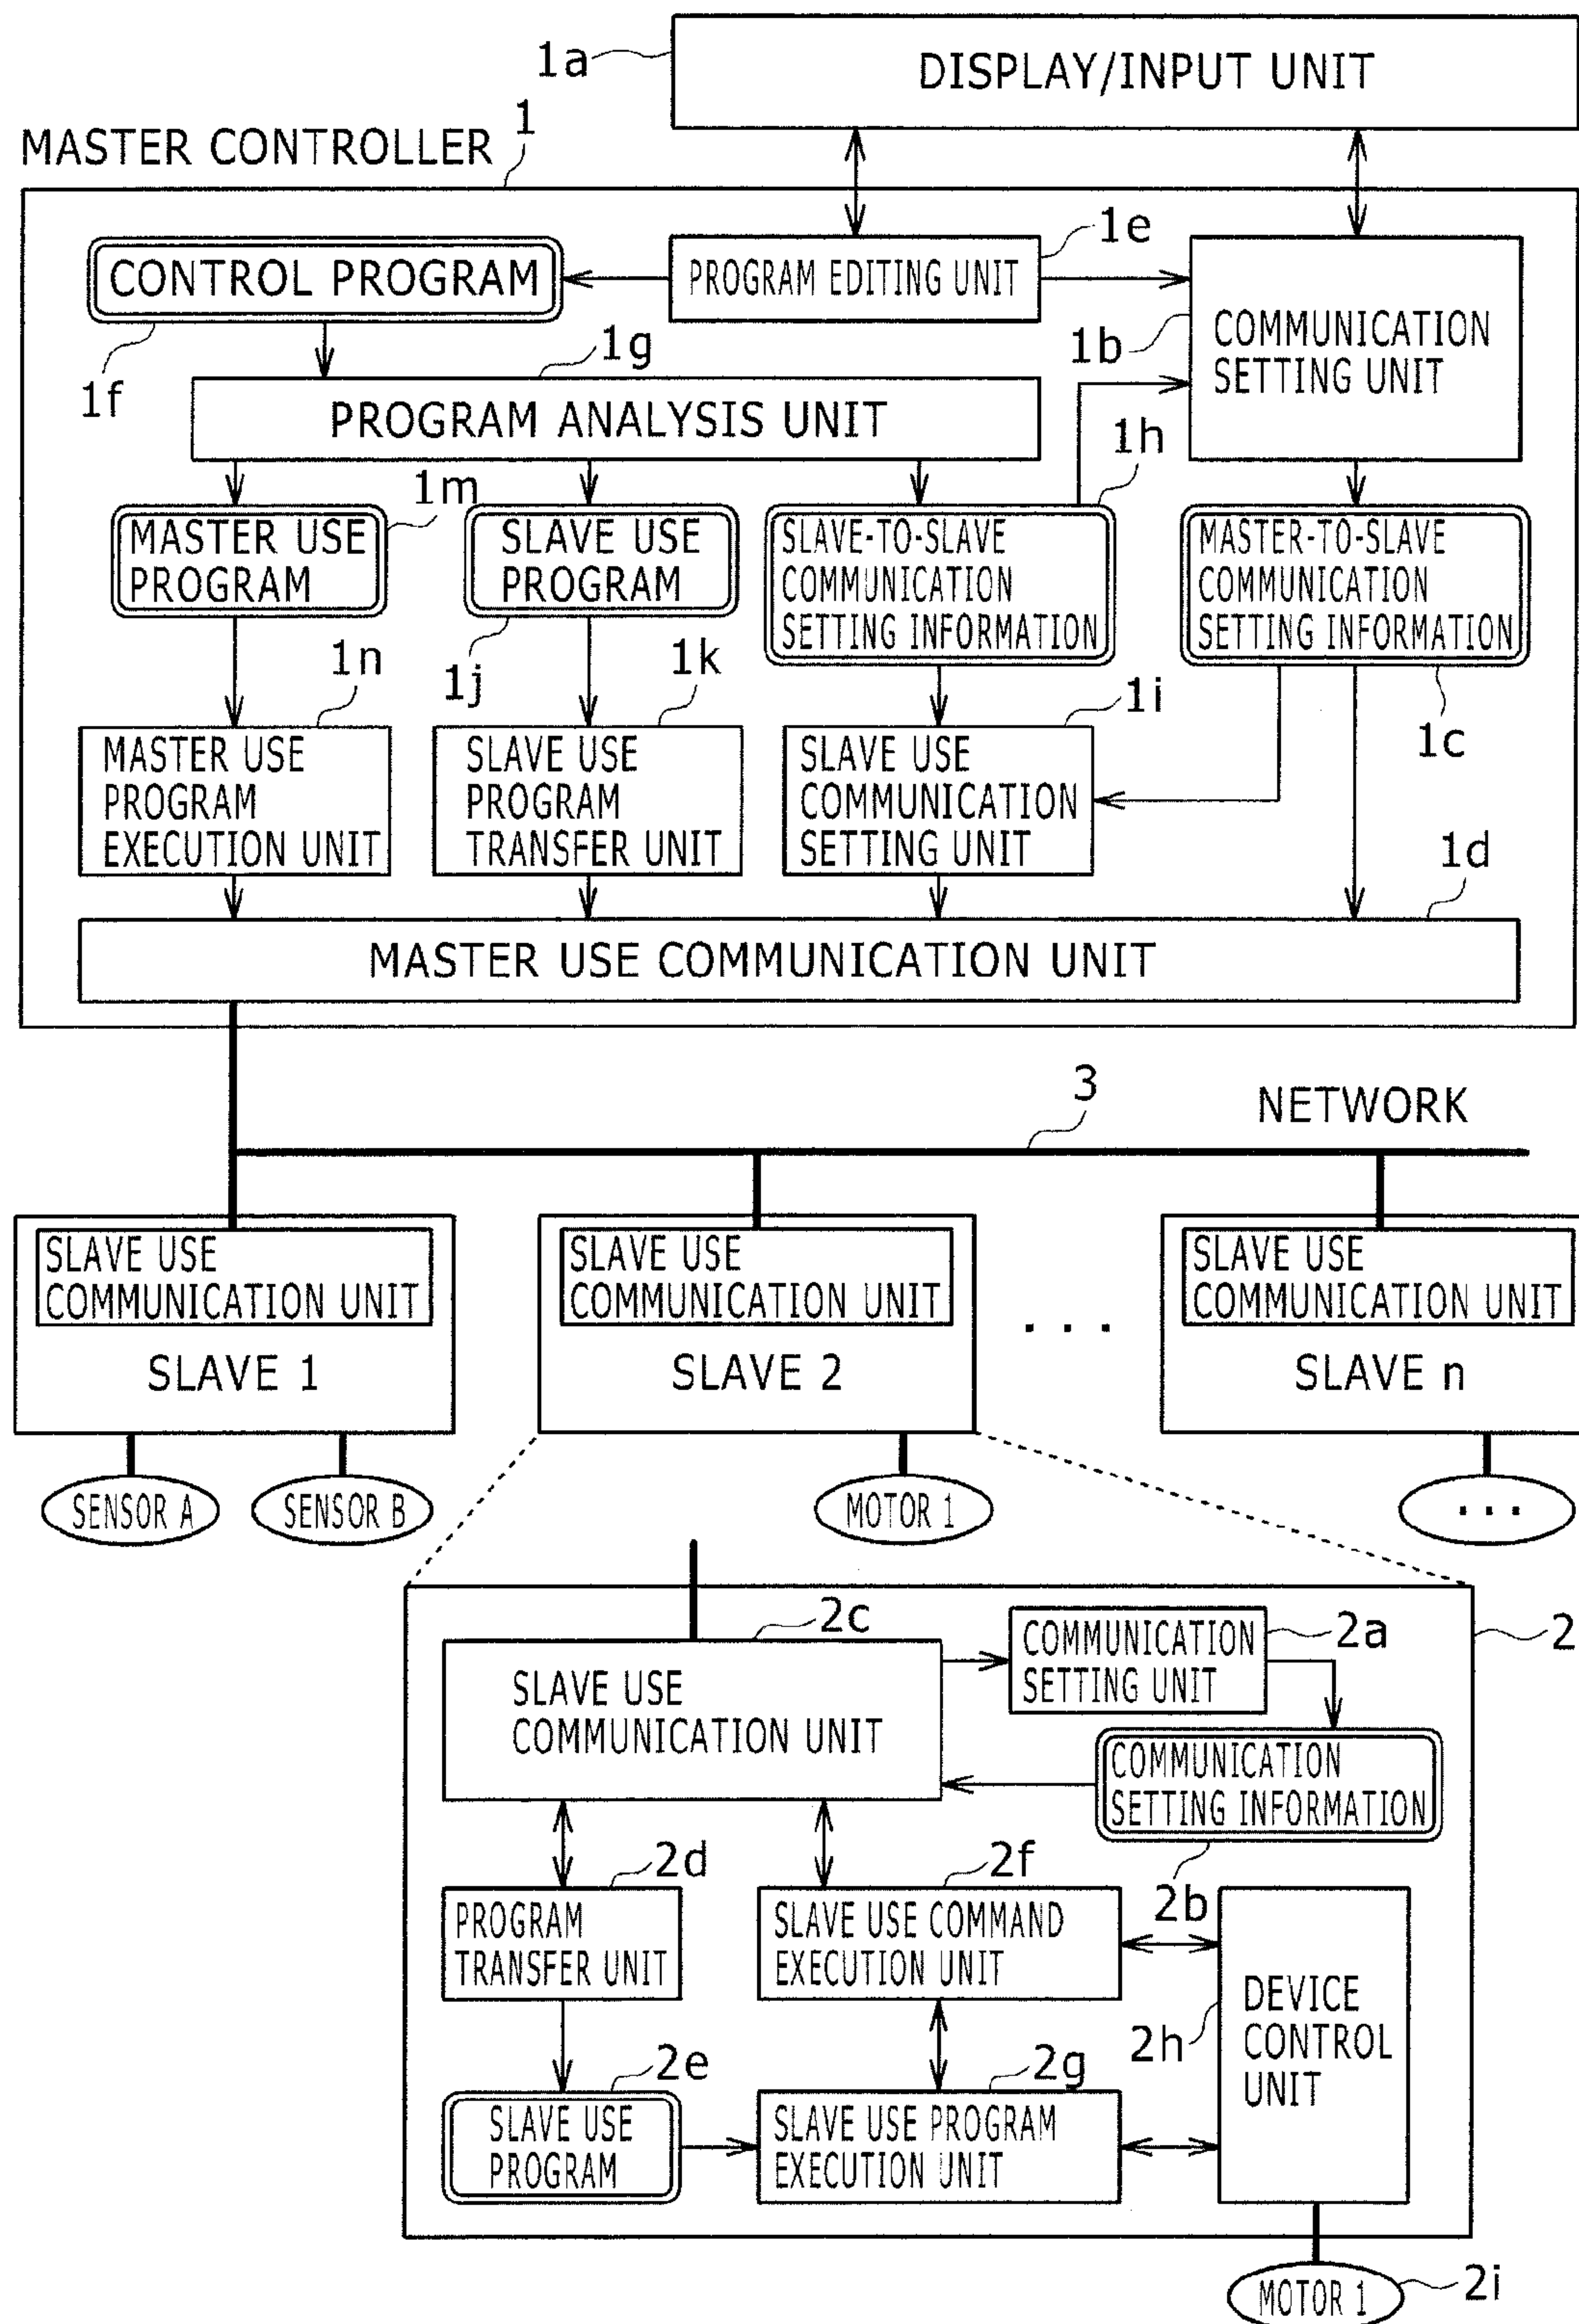 1a
DISPLAY/INPUT UNIT
MASTER CONTROLLER
1
CONTROL PROGRAM
1f
PROGRAM EDITING UNIT
1e
COMMUNICATION
SETTING UNIT
1b
1g
PROGRAM ANALYSIS UNIT
MASTER USE
PROGRAM
1m
SLAVE USE
PROGRAM
1j
1h
SLAVE-TO-SLAVE
COMMUNICATION
SETTING INFORMATION
MASTER-TO-SLAVE
COMMUNICATION
SETTING INFORMATION
1c
1n
MASTER USE
PROGRAM
EXECUTION UNIT
1k
SLAVE USE
PROGRAM
TRANSFER UNIT
1i
SLAVE USE
COMMUNICATION
SETTING UNIT
1d
MASTER USE COMMUNICATION UNIT
3
NETWORK
SLAVE USE
COMMUNICATION UNIT
SLAVE 1
SLAVE USE
COMMUNICATION UNIT
SLAVE 2
...
SLAVE USE
COMMUNICATION UNIT
SLAVE n
SENSOR A
SENSOR B
MOTOR 1
...
2c
SLAVE USE
COMMUNICATION UNIT
COMMUNICATION
SETTING UNIT
2a
2
COMMUNICATION
SETTING INFORMATION
2b
2d
PROGRAM
TRANSFER UNIT
2f
SLAVE USE COMMAND
EXECUTION UNIT
2h
DEVICE
CONTROL
UNIT
2e
SLAVE USE
PROGRAM
2g
SLAVE USE PROGRAM
EXECUTION UNIT
MOTOR 1
2i